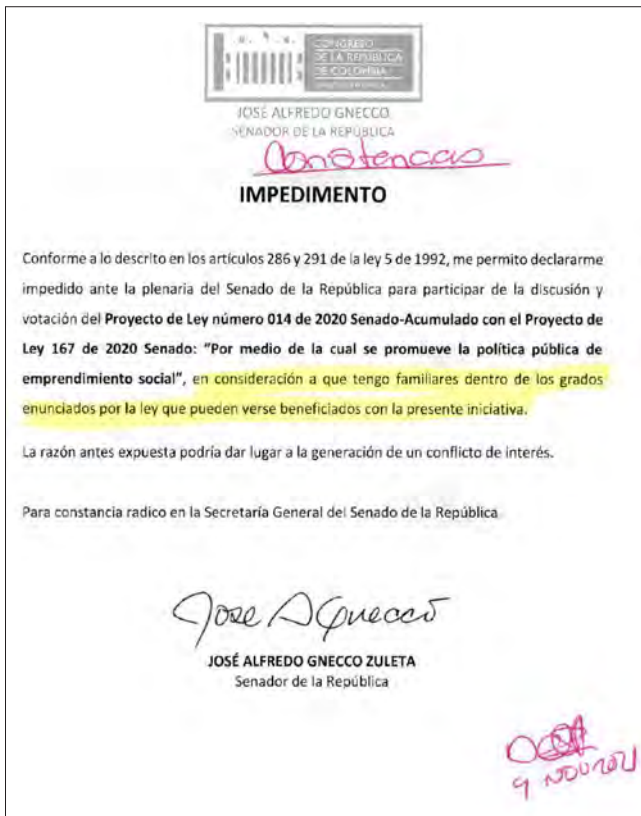 CONGRESO
DE LA REPÚBLICA
DE COLOMBIA
JOSÉ ALFREDO GNECCO
SENADOR DE LA REPÚBLICA
Constancias
IMPEDIMENTO
Conforme a lo descrito en los artículos 286 y 291 de la ley 5 de 1992, me permito declararme
impedido ante la plenaria del Senado de la República para participar de la discusión y
votación del Proyecto de Ley número 014 de 2020 Senado-Acumulado con el Proyecto de
Ley 167 de 2020 Senado: “Por medio de la cual se promueve la política pública de
emprendimiento social”, en consideración a que tengo familiares dentro de los grados
enunciados por la ley que pueden verse beneficiados con la presente iniciativa.
La razón antes expuesta podría dar lugar a la generación de un conflicto de interés.
Para constancia radico en la Secretaría General del Senado de la República
Jose A Gnecco
JOSÉ ALFREDO GNECCO ZULETA
Senador de la República
9 NOV 2021